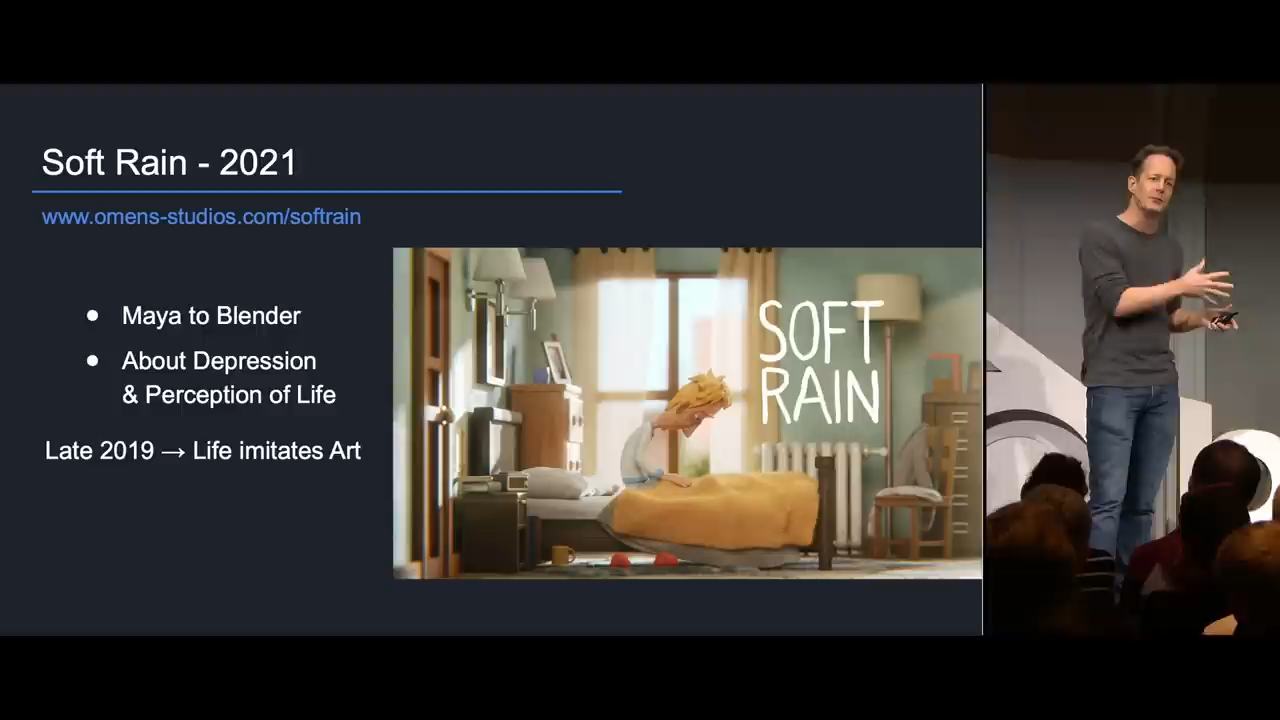 Soft Rain - 2021
www.omens-studios.com/softrain
● Maya to Blender
● About Depression
& Perception of Life
Late 2019 → Life imitates Art
SOFT
RAIN